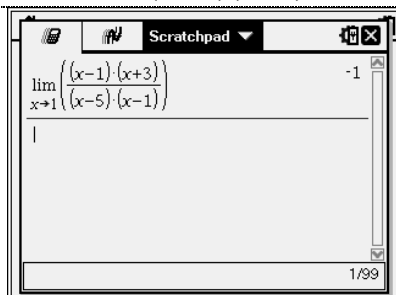 Scratchpad
lim x→1 ((x−1)·(x+3)/(x−5)·(x−1)) -1
1/99